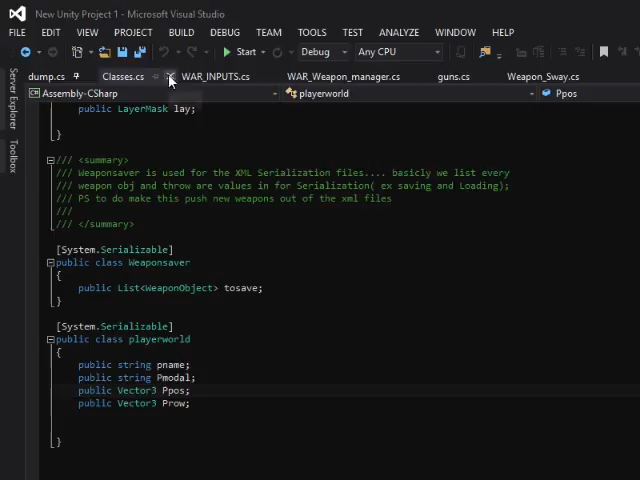 New Unity Project 1 - Microsoft Visual Studio
FILE EDIT VIEW PROJECT BUILD DEBUG TEAM TOOLS TEST ANALYZE WINDOW HELP
Start Debug Any CPU
dump.cs Classes.cs WAR_INPUTS.cs WAR_Weapon_manager.cs guns.cs Weapon_Sway.cs
Assembly-CSharp playerworld Ppos
Server Explorer
Toolbox
public LayerMask lay;
}
/// <summary>
/// Weaponsaver is used for the XML Serialization files.... basicly we list every
/// weapon obj and throw are values in for Serialization( ex saving and Loading);
/// PS to do make this push new weapons out of the xml files
///
/// </summary>
[System.Serializable]
public class Weaponsaver
{
public List<WeaponObject> tosave;
}
[System.Serializable]
public class playerworld
{
public string pname;
public string Pmodal;
public Vector3 Ppos;
public Vector3 Prow;
}